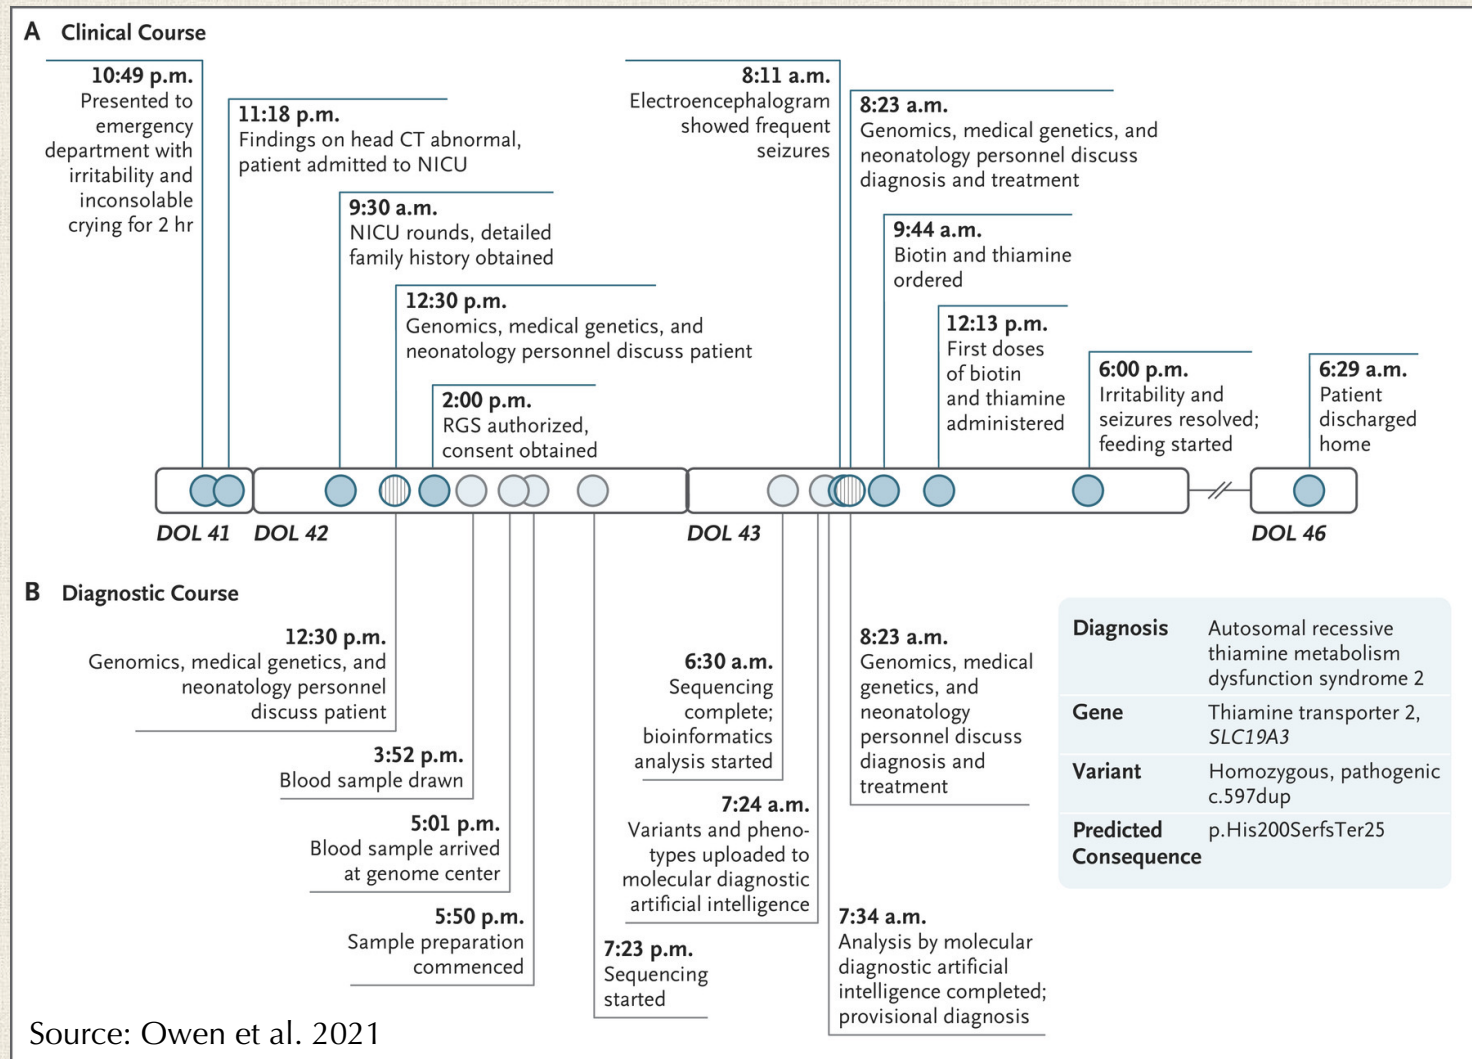 A Clinical Course
10:49 p.m.
Presented to
emergency
department with
irritability and
inconsolable
crying for 2 hr
11:18 p.m.
Findings on head CT abnormal,
patient admitted to NICU
9:30 a.m.
NICU rounds, detailed
family history obtained
12:30 p.m.
Genomics, medical genetics, and
neonatology personnel discuss patient
2:00 p.m.
RGS authorized,
consent obtained
8:11 a.m.
Electroencephalogram
showed frequent
seizures
8:23 a.m.
Genomics, medical genetics, and
neonatology personnel discuss
diagnosis and treatment
9:44 a.m.
Biotin and thiamine
ordered
12:13 p.m.
First doses
of biotin
and thiamine
administered
6:00 p.m.
Irritability and
seizures resolved;
feeding started
6:29 a.m.
Patient
discharged
home
DOL 41
DOL 42
DOL 43
DOL 46
B Diagnostic Course
12:30 p.m.
Genomics, medical genetics, and
neonatology personnel
discuss patient
3:52 p.m.
Blood sample drawn
5:01 p.m.
Blood sample arrived
at genome center
5:50 p.m.
Sample preparation
commenced
7:23 p.m.
Sequencing
started
6:30 a.m.
Sequencing
complete;
bioinformatics
analysis started
7:24 a.m.
Variants and pheno-
types uploaded to
molecular diagnostic
artificial intelligence
7:34 a.m.
Analysis by molecular
diagnostic artificial
intelligence completed;
provisional diagnosis
8:23 a.m.
Genomics, medical
genetics, and
neonatology
personnel discuss
diagnosis and
treatment
Diagnosis Autosomal recessive
thiamine metabolism
dysfunction syndrome 2
Gene Thiamine transporter 2,
SLC19A3
Variant Homozygous, pathogenic
c.597dup
Predicted p.His200SerfsTer25
Consequence
Source: Owen et al. 2021